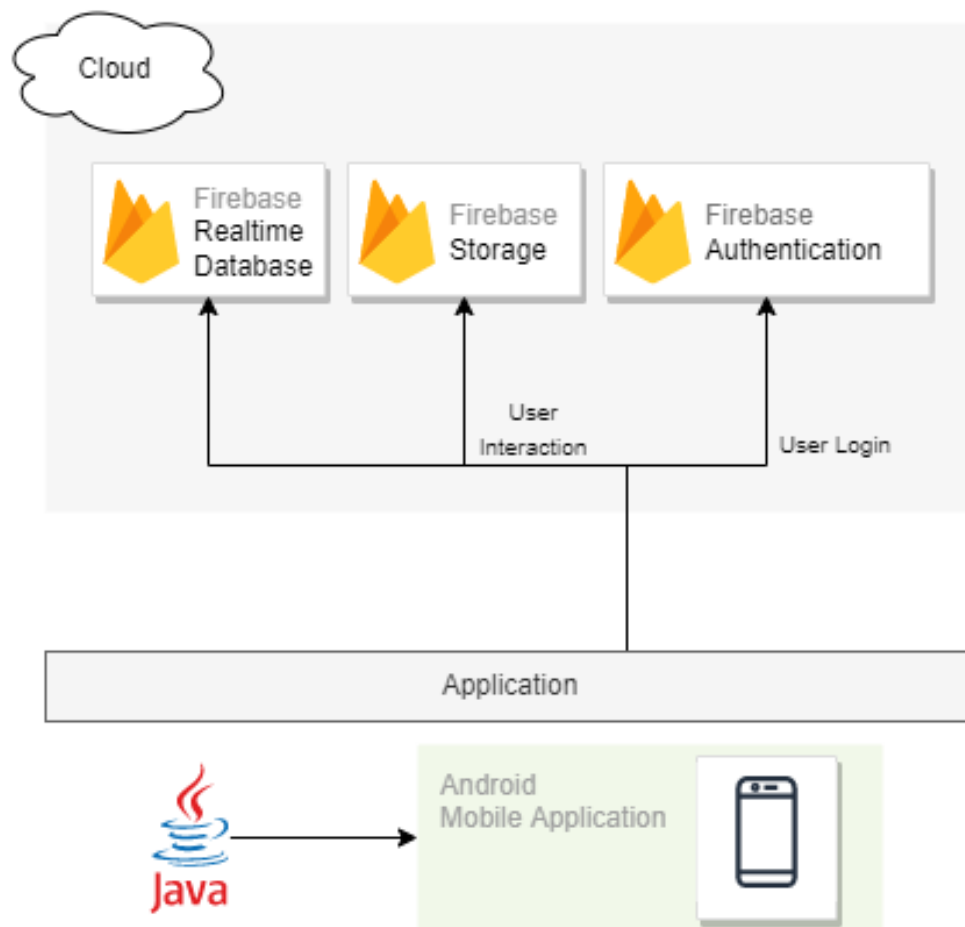 Cloud
Firebase
Realtime
Database
Firebase
Storage
Firebase
Authentication
User
Interaction
User Login
Application
Java
Android
Mobile Application